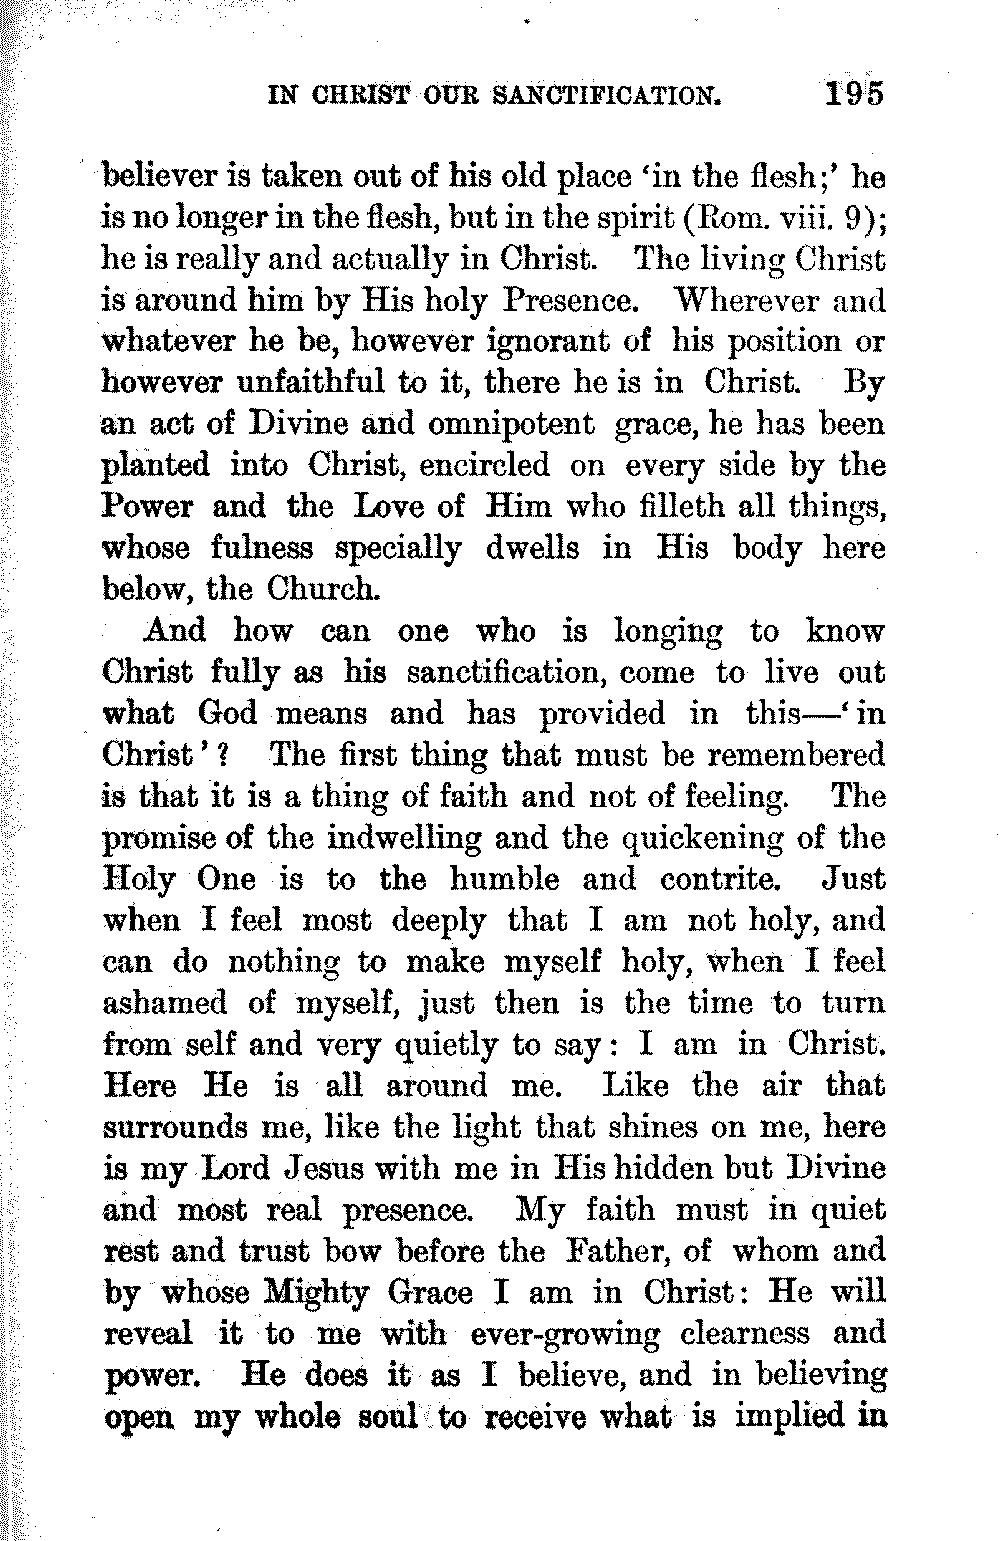 IN CHRIST OUR SANCTIFICATION. 195
believer is taken out of his old place ‘in the flesh;’ he
is no longer in the flesh, but in the spirit (Rom. viii. 9);
he is really and actually in Christ. The living Christ
is around him by His holy Presence. Wherever and
whatever he be, however ignorant of his position or
however unfaithful to it, there he is in Christ. By
an act of Divine and omnipotent grace, he has been
planted into Christ, encircled on every side by the
Power and the Love of Him who filleth all things,
whose fulness specially dwells in His body here
below, the Church.
And how can one who is longing to know
Christ fully as his sanctification, come to live out
what God means and has provided in this—‘in
Christ’? The first thing that must be remembered
is that it is a thing of faith and not of feeling. The
promise of the indwelling and the quickening of the
Holy One is to the humble and contrite. Just
when I feel most deeply that I am not holy, and
can do nothing to make myself holy, when I feel
ashamed of myself, just then is the time to turn
from self and very quietly to say: I am in Christ.
Here He is all around me. Like the air that
surrounds me, like the light that shines on me, here
is my Lord Jesus with me in His hidden but Divine
and most real presence. My faith must in quiet
rest and trust bow before the Father, of whom and
by whose Mighty Grace I am in Christ: He will
reveal it to me with ever-growing clearness and
power. He does it as I believe, and in believing
open my whole soul to receive what is implied in